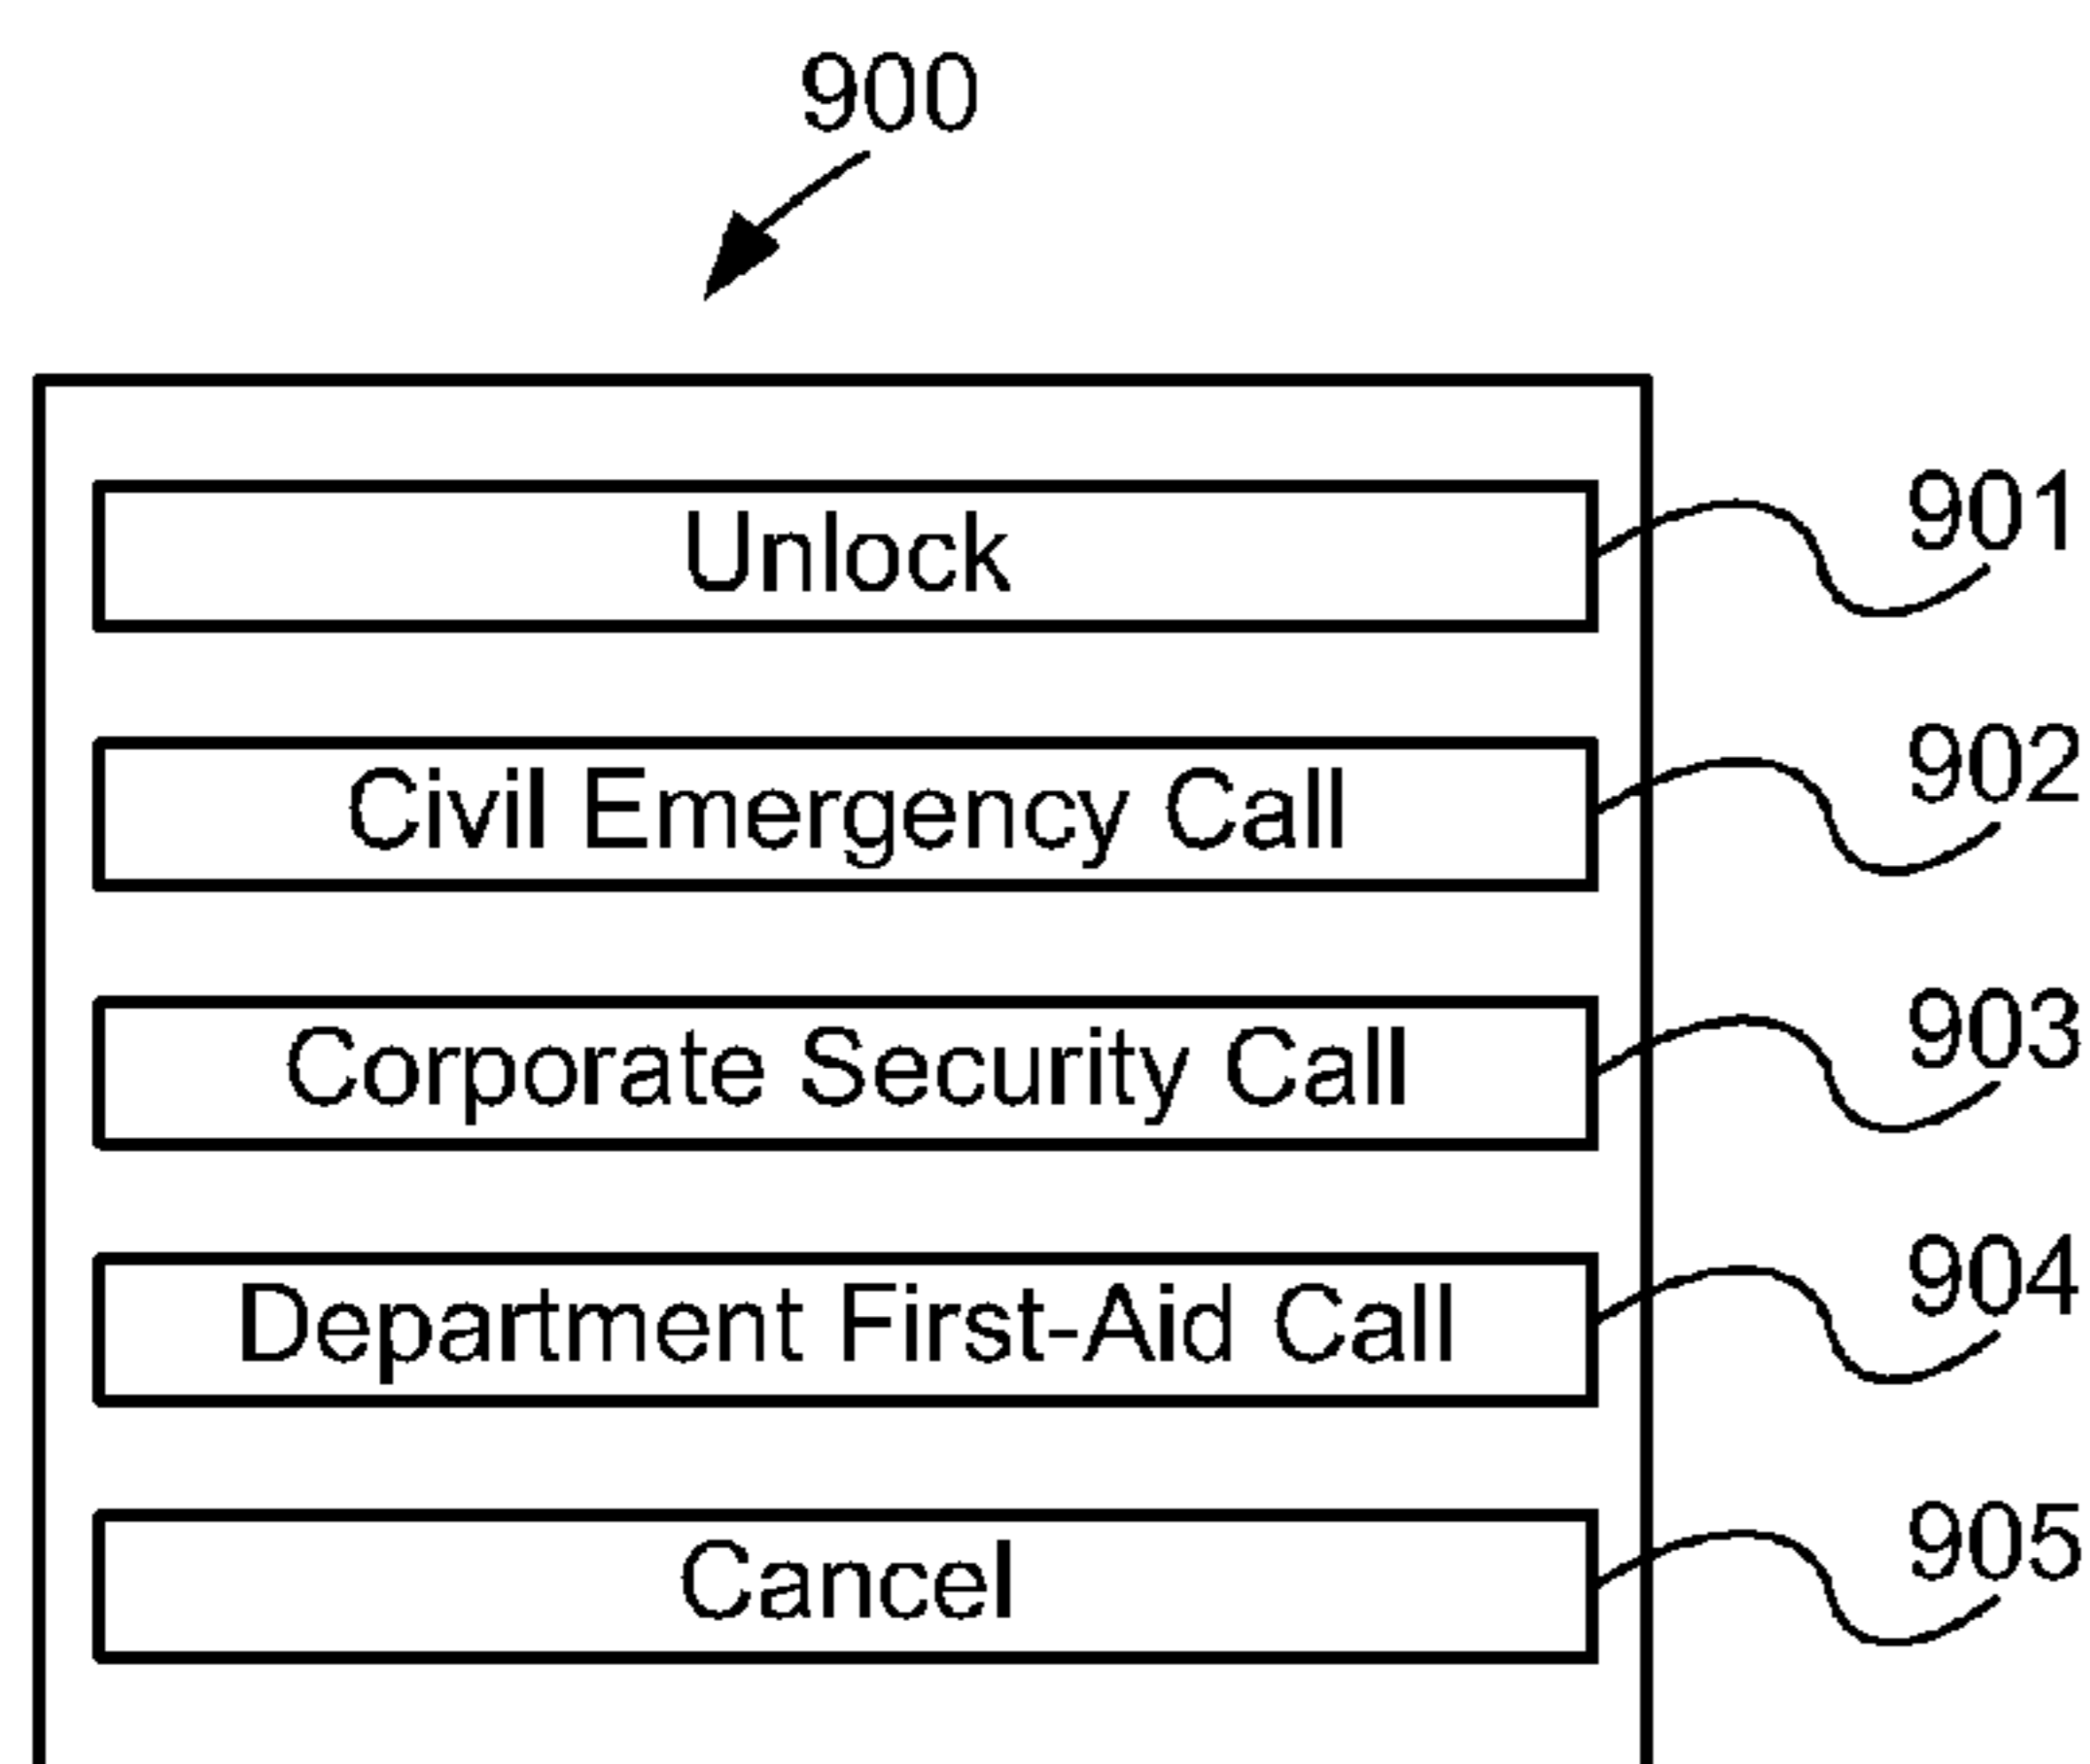 900
Unlock 901
Civil Emergency Call 902
Corporate Security Call 903
Department First-Aid Call 904
Cancel 905